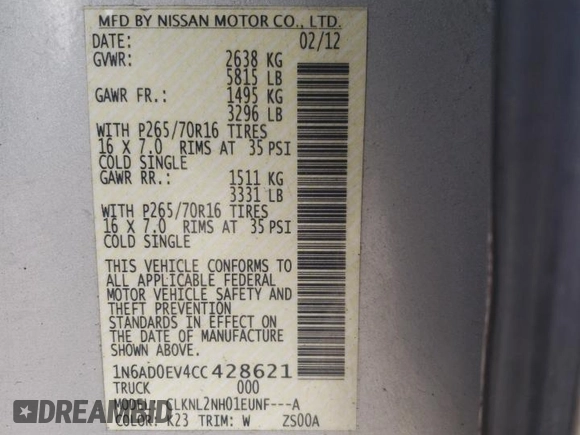 MFD BY NISSAN MOTOR CO., LTD.
DATE: 02/12
GVWR: 2638 KG
5815 LB
GAWR FR.: 1495 KG
3296 LB
WITH P265/70R16 TIRES
16 X 7.0 RIMS AT 35 PSI
COLD SINGLE
GAWR RR.: 1511 KG
3331 LB
WITH P265/70R16 TIRES
16 X 7.0 RIMS AT 35 PSI
COLD SINGLE
THIS VEHICLE CONFORMS TO
ALL APPLICABLE FEDERAL
MOTOR VEHICLE SAFETY AND
THEFT PREVENTION
STANDARDS IN EFFECT ON
THE DATE OF MANUFACTURE
SHOWN ABOVE.
1N6AD0EV4CC428621
TRUCK 000
MODEL: CLKNL2NH01EUNF---A
COLOR: K23 TRIM: W ZS00A
AUTOHELPERBOT.COM